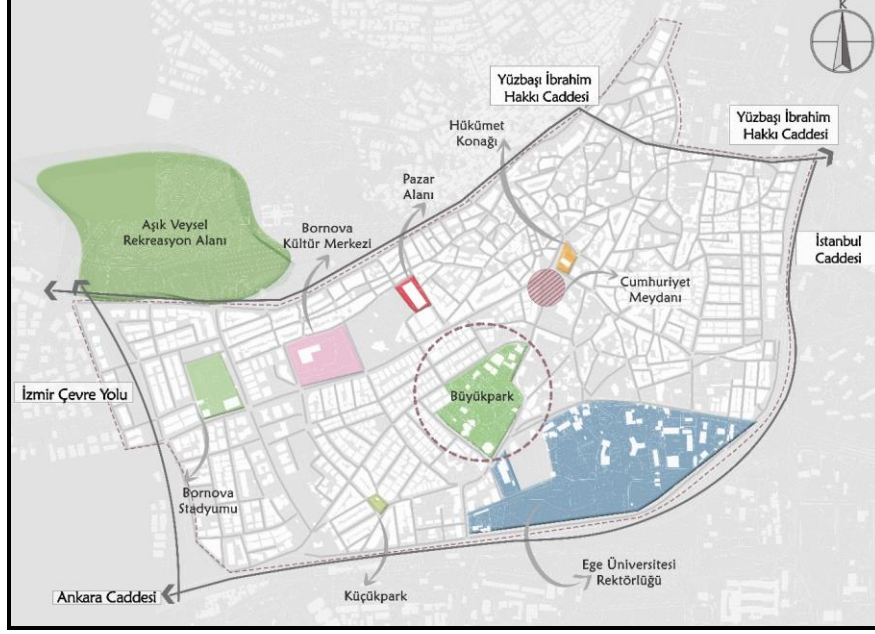 K
Yüzbaşı İbrahim
Hakkı Caddesi
Yüzbaşı İbrahim
Hakkı Caddesi
Hükümet
Konağı
Pazar
Alanı
Aşık Veysel
Rekreasyon Alanı
Bornova
Kültür Merkezi
İstanbul
Caddesi
Cumhuriyet
Meydanı
İzmir Çevre Yolu
Büyükpark
Bornova
Stadyumu
Ege Üniversitesi
Rektörlüğü
Küçükpark
Ankara Caddesi